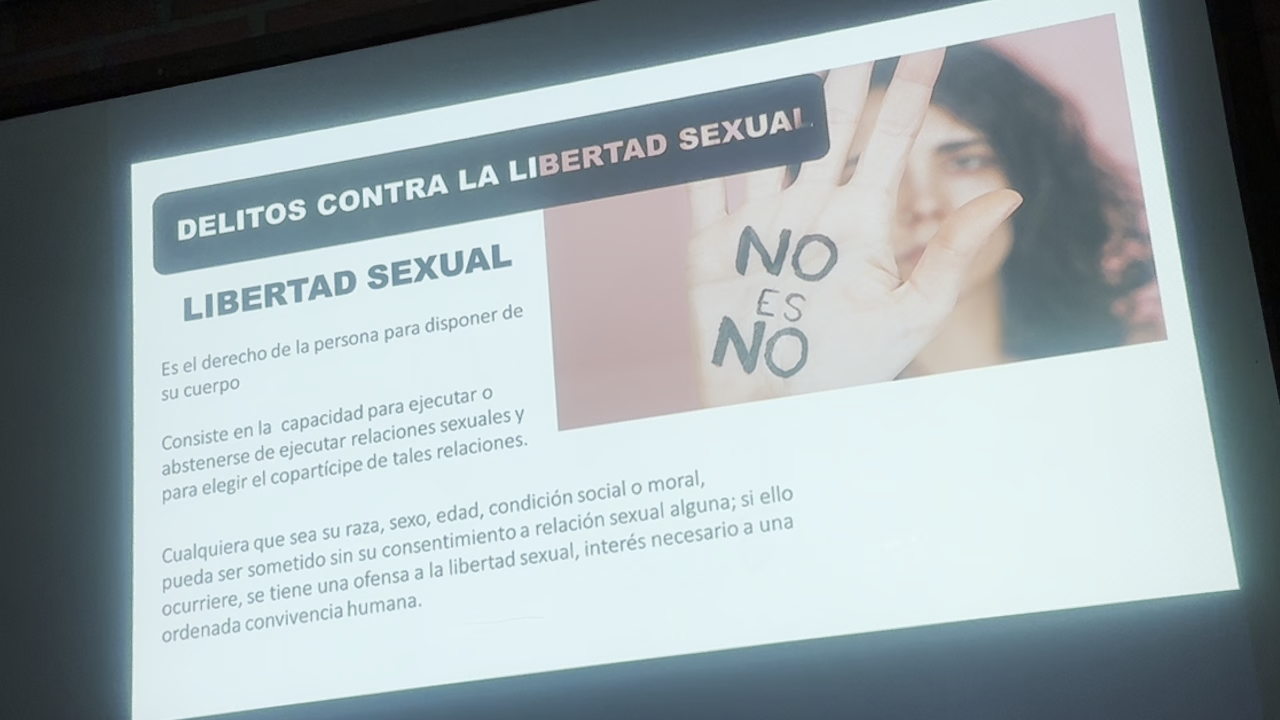 DELITOS CONTRA LA LIBERTAD SEXUAL
LIBERTAD SEXUAL
Es el derecho de la persona para disponer de
su cuerpo
Consiste en la capacidad para ejecutar o
abstenerse de ejecutar relaciones sexuales y
para elegir el copartícipe de tales relaciones.
Cualquiera que sea su raza, sexo, edad, condición social o moral,
pueda ser sometido sin su consentimiento a relación sexual alguna; si ello
ocurriere, se tiene una ofensa a la libertad sexual, interés necesario a una
ordenada convivencia humana.
NO
ES
NO